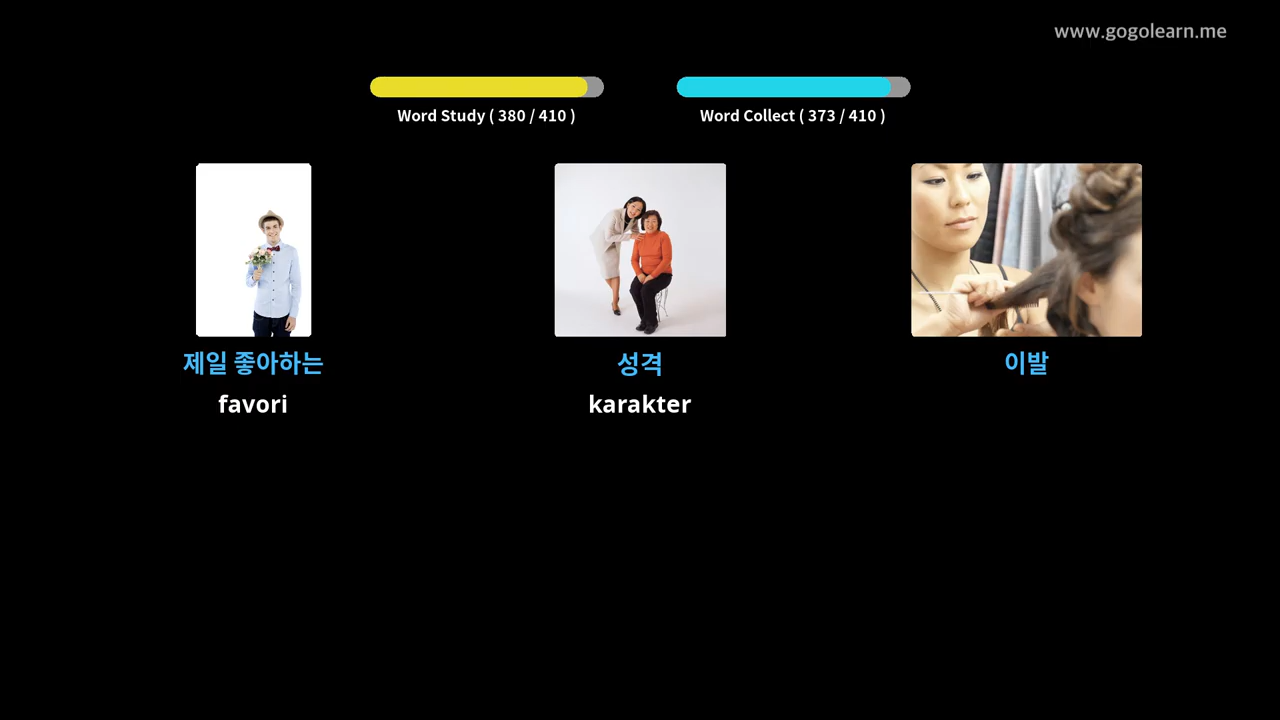 www.gogolearn.me
Word Study ( 380 / 410 )
Word Collect ( 373 / 410 )
제일 좋아하는
성격
이발
favori
karakter